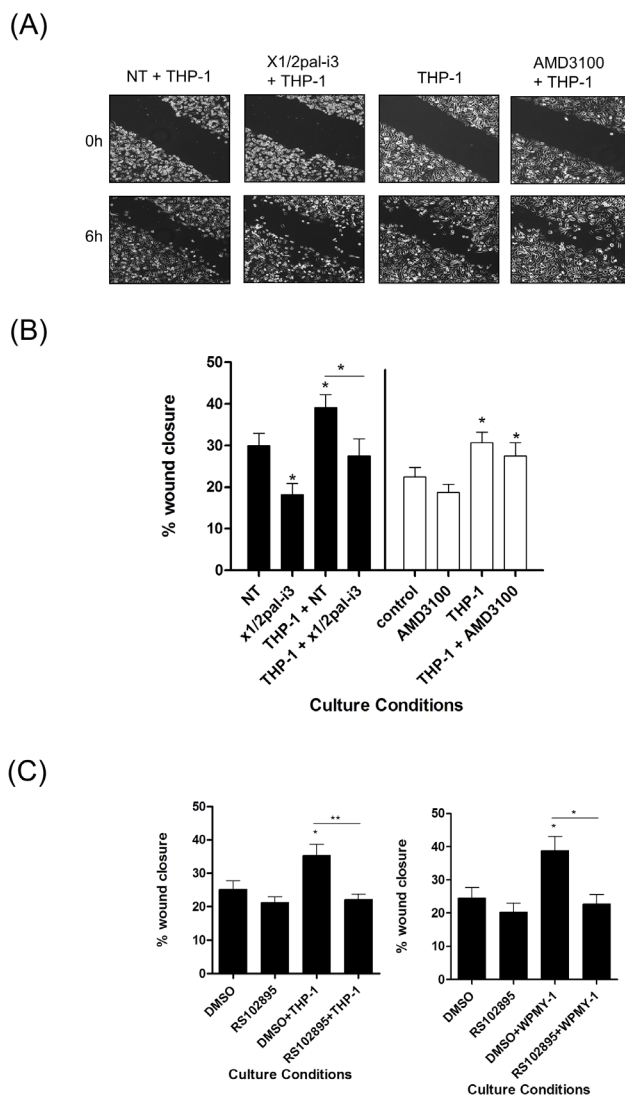 (A)
NT + THP-1
X1/2pal-i3
+ THP-1
THP-1
AMD3100
+ THP-1
0h
6h
(B)
% wound closure
50
40
30
20
10
0
*
*
*
*
*
NT
x1/2pal-i3
THP-1 + NT
THP-1 + x1/2pal-i3
control
AMD3100
THP-1
THP-1 + AMD3100
Culture Conditions
(C)
% wound closure
50
40
30
20
10
0
*
**
DMSO
RS102895
DMSO+THP-1
RS102895+THP-1
Culture Conditions
% wound closure
50
40
30
20
10
0
*
*
DMSO
RS102895
DMSO+WPMY-1
RS102895+WPMY-1
Culture Conditions